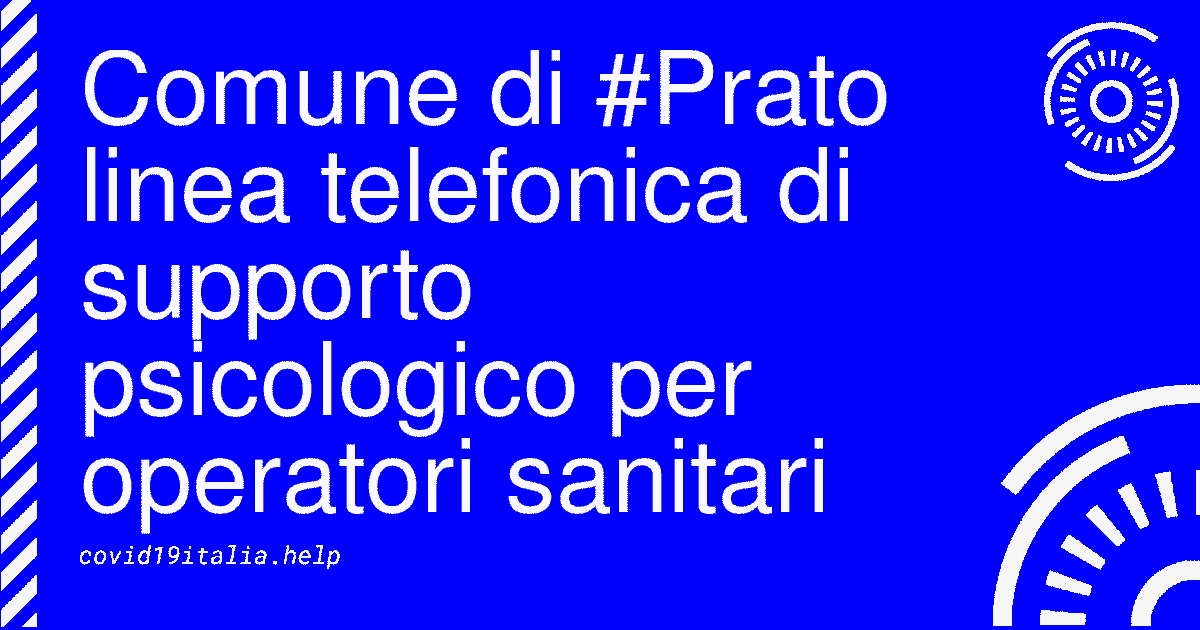 Comune di #Prato
linea telefonica di
supporto
psicologico per
operatori sanitari
covid19italia.help